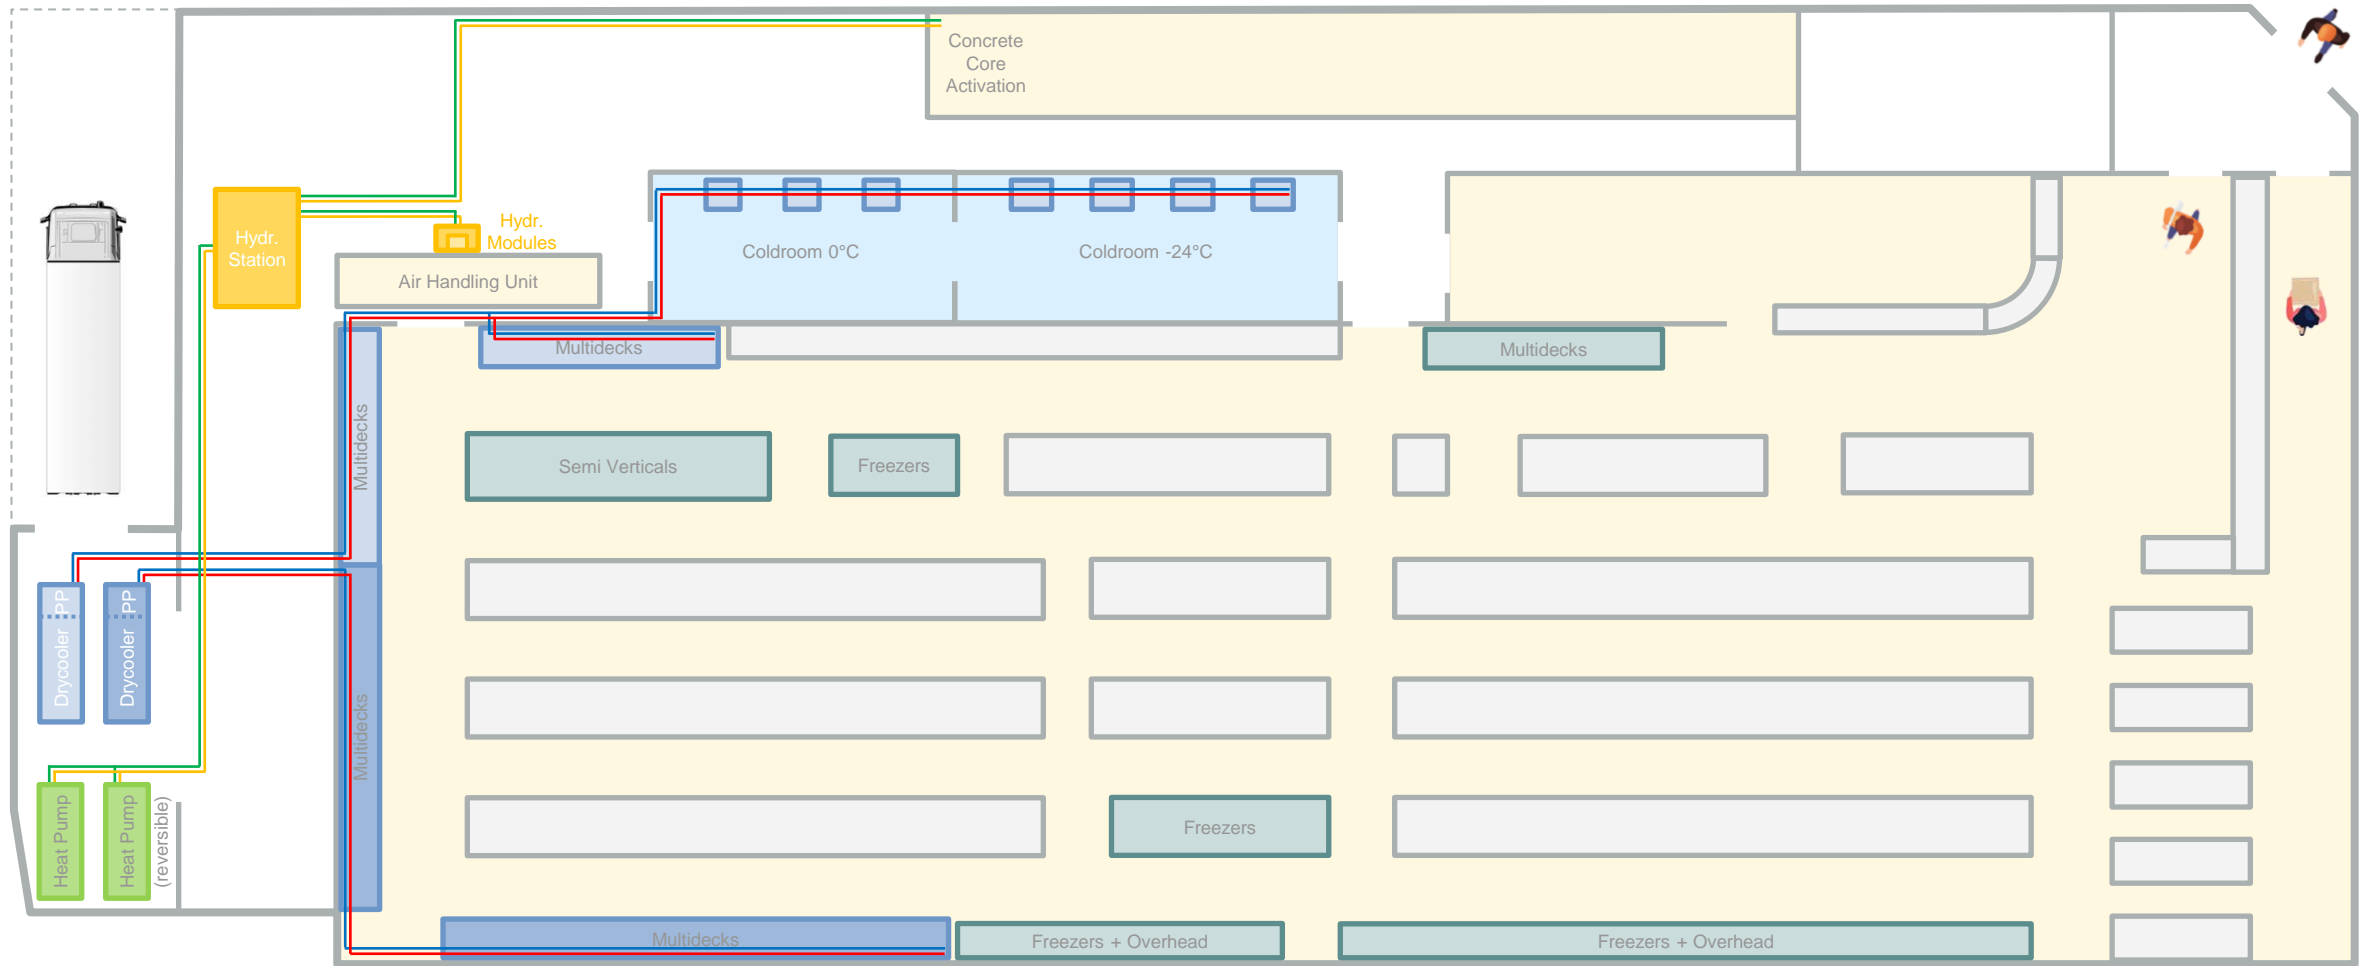 Concrete
Core
Activation
Hydr.
Modules
Hydr.
Station
Air Handling Unit
Coldroom 0°C
Coldroom -24°C
Multidecks
Multidecks
Multidecks
Semi Verticals
Freezers
Drycooler PP
Drycooler PP
Multidecks
Heat Pump
Heat Pump
(reversible)
Freezers
Multidecks
Freezers + Overhead
Freezers + Overhead